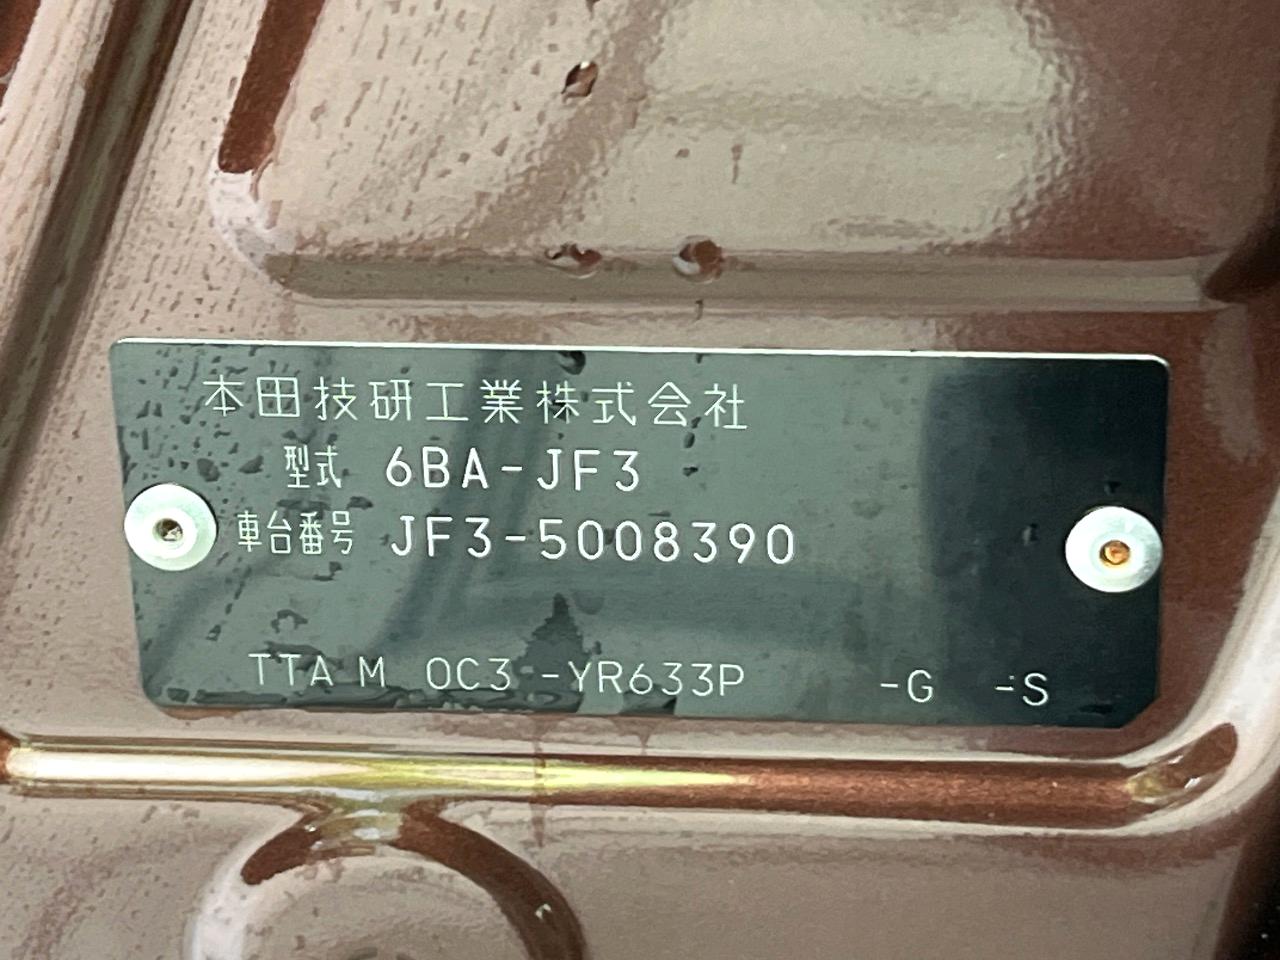 本田技研工業株式会社
型式 6BA-JF3
車台番号 JF3-5008390
TTA M 0C3 -YR633P -G -S